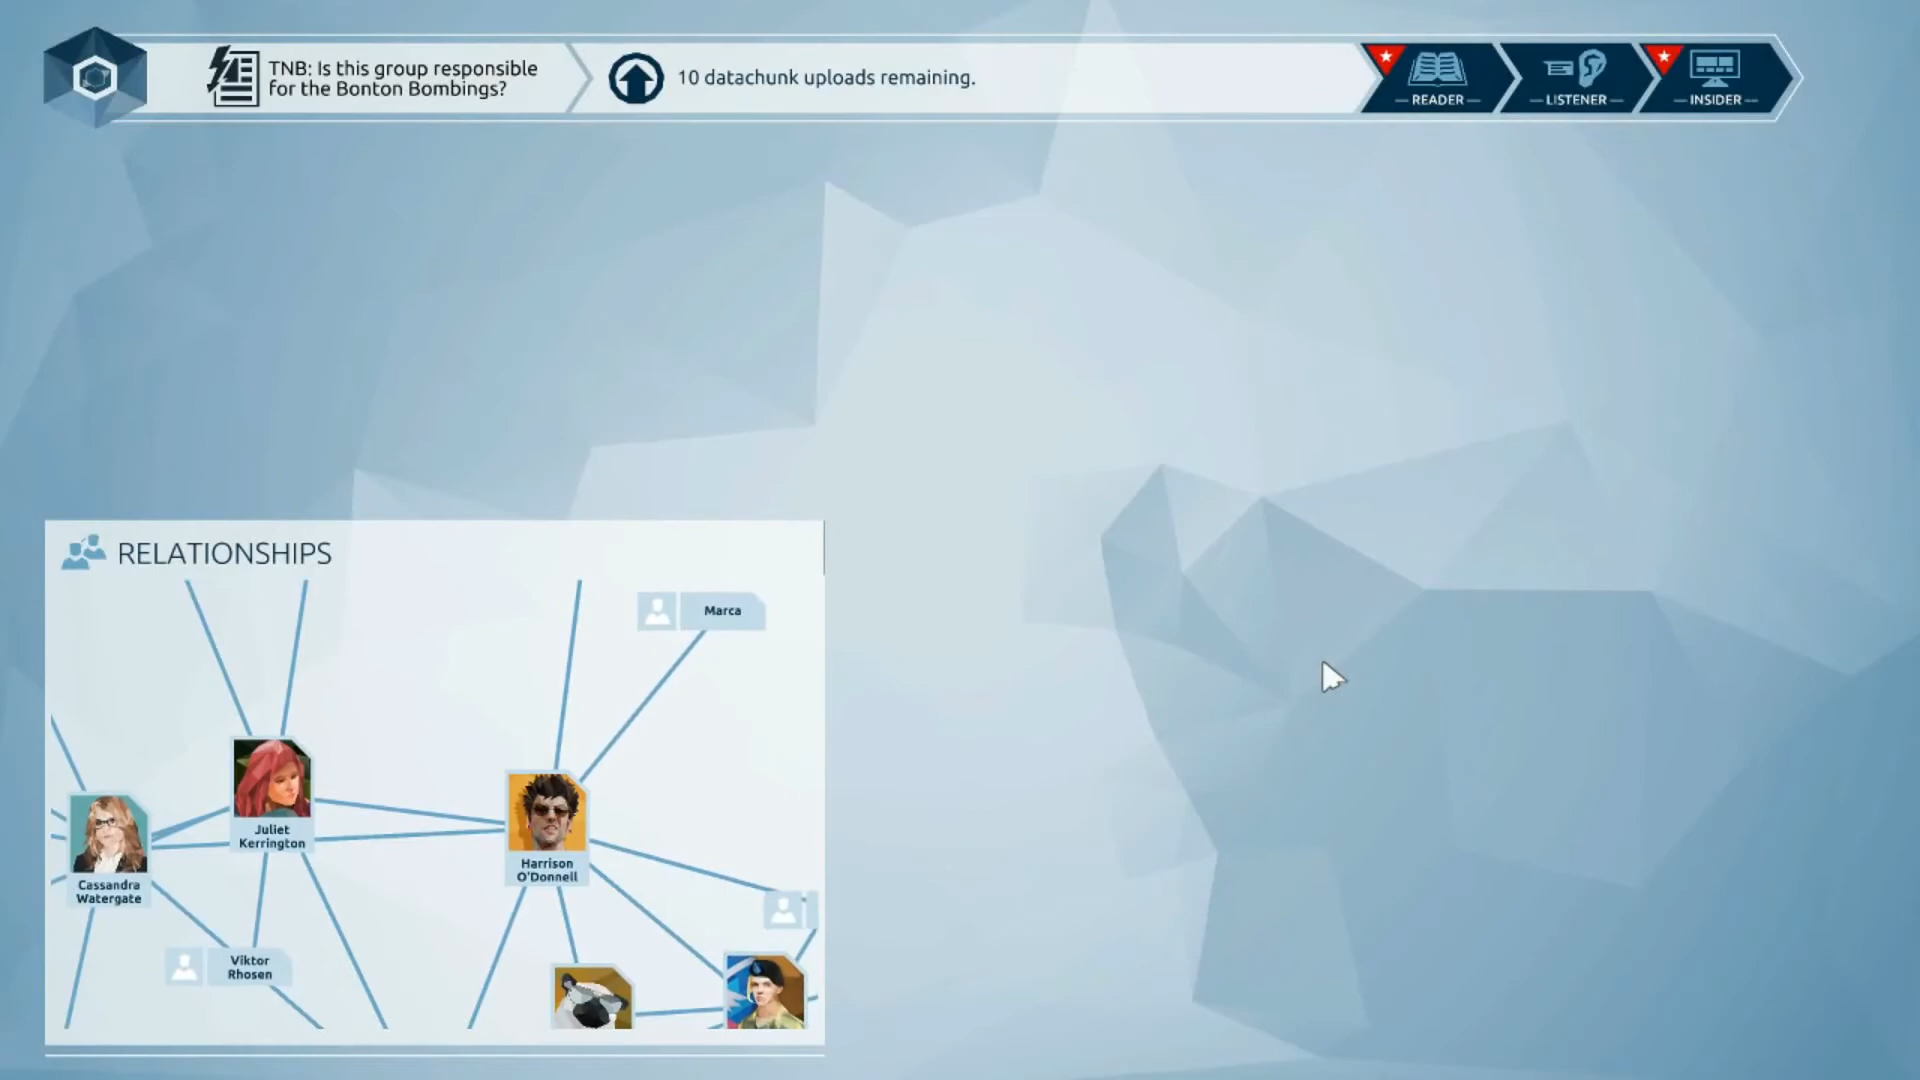 TNB: Is this group responsible
for the Bonton Bombings?
10 datachunk uploads remaining.
READER
LISTENER
INSIDER
RELATIONSHIPS
Marca
Juliet
Kerrington
Harrison
O'Donnell
Cassandra
Watergate
Viktor
Rhosen